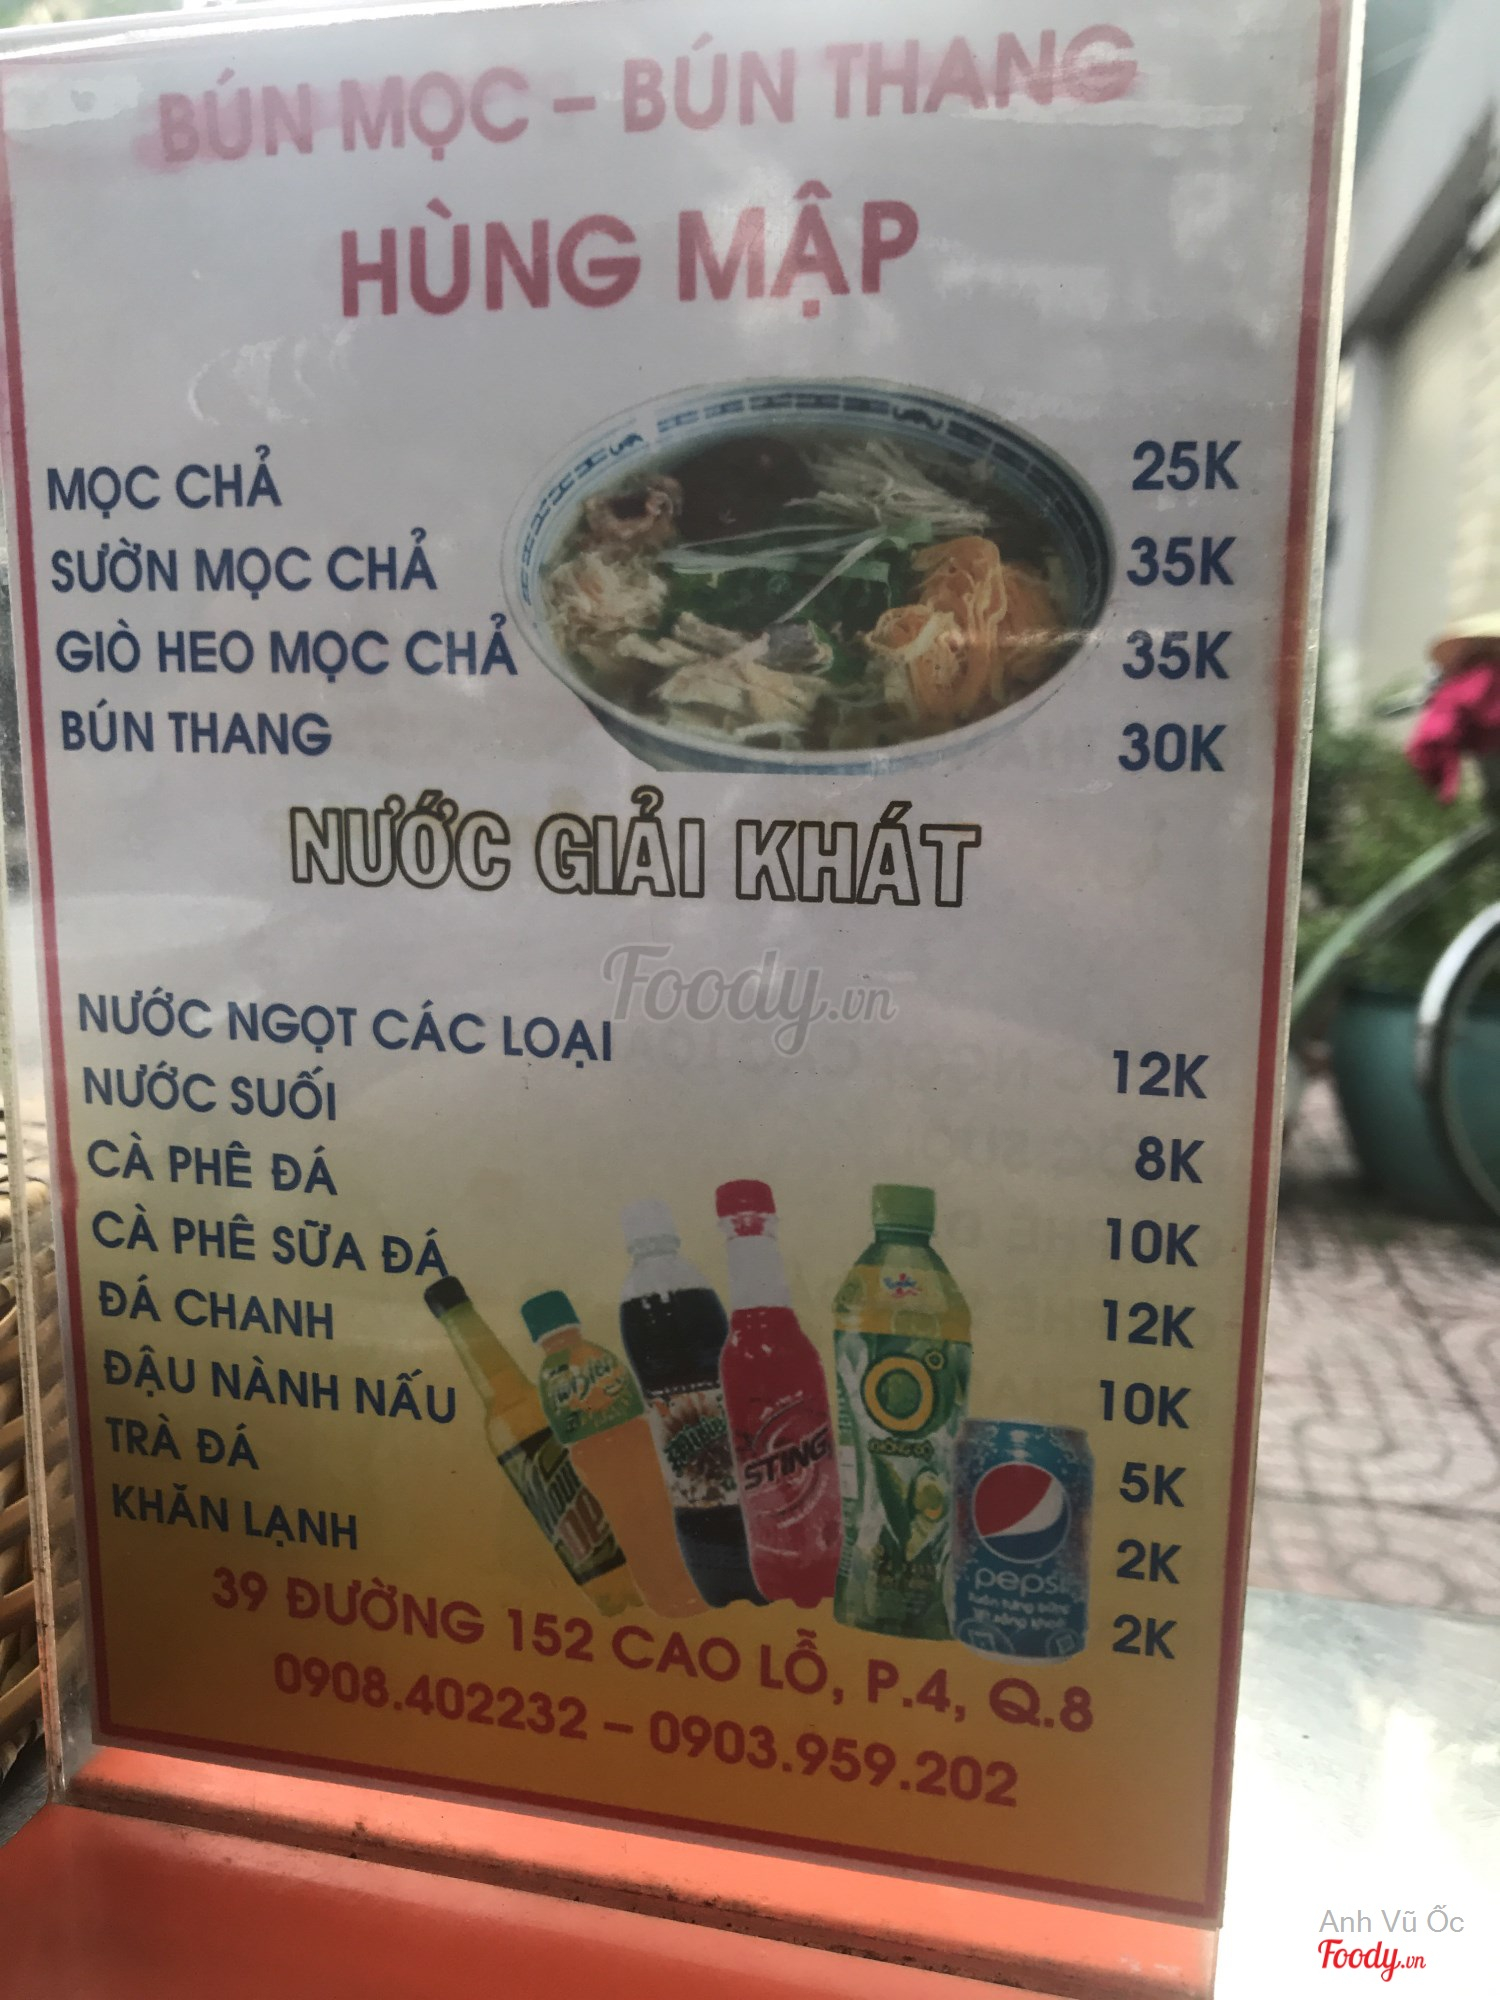 BÚN MỌC – BÚN THANG
HÙNG MẬP
MỌC CHẢ 25K
SƯỜN MỌC CHẢ 35K
GIÒ HEO MỌC CHẢ 35K
BÚN THANG 30K
NƯỚC GIẢI KHÁT
Foody.vn
NƯỚC NGỌT CÁC LOẠI 12K
NƯỚC SUỐI 8K
CÀ PHÊ ĐÁ 10K
CÀ PHÊ SỮA ĐÁ 12K
ĐÁ CHANH 10K
ĐẬU NÀNH NẤU 5K
TRÀ ĐÁ 2K
KHĂN LẠNH 2K
STING
KHÔNG ĐỘ
pepsi
39 ĐƯỜNG 152 CAO LỖ, P.4, Q.8
0908.402232 – 0903.959.202
Anh Vũ Ốc
Foody.vn